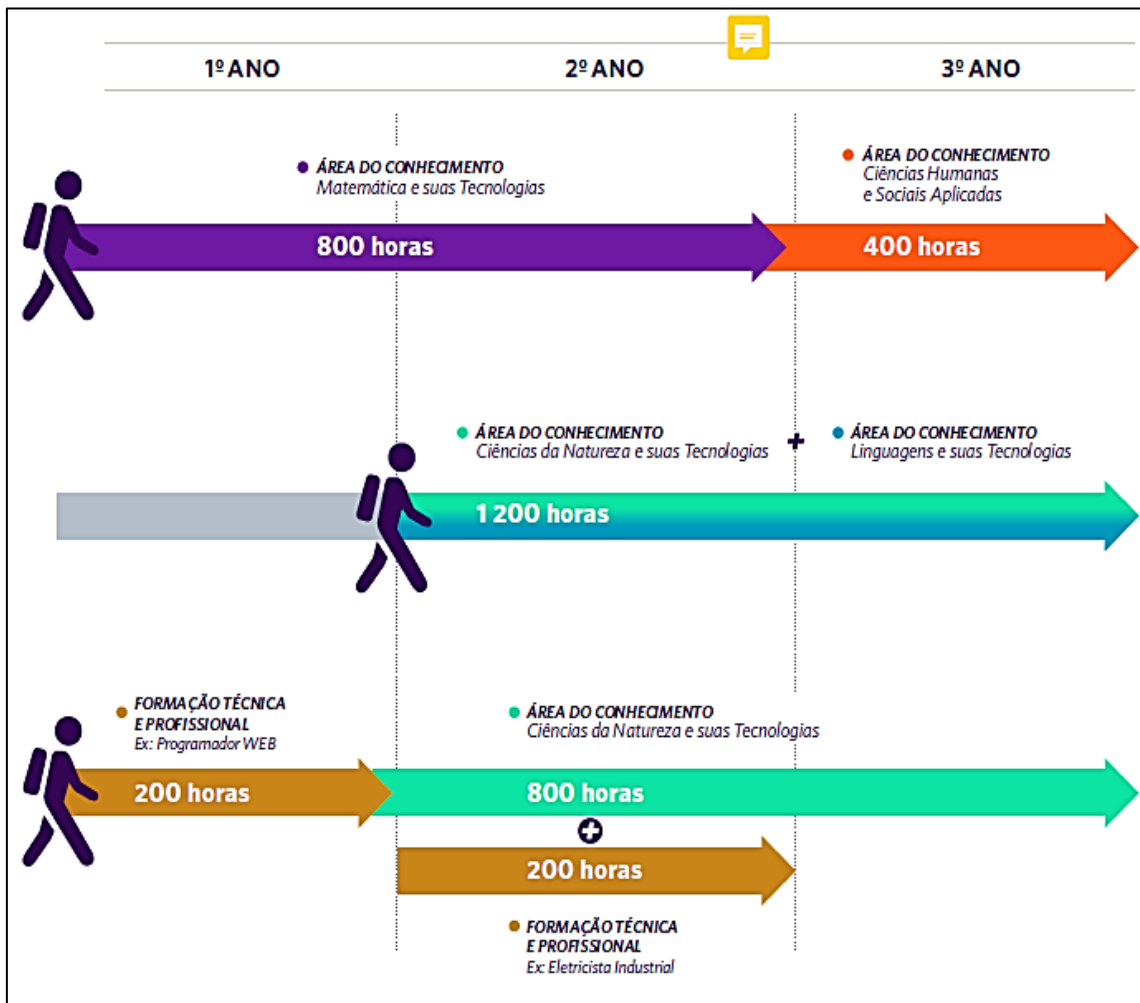 1º ANO
2º ANO
3º ANO
ÁREA DO CONHECIMENTO
Matemática e suas Tecnologias
ÁREA DO CONHECIMENTO
Ciências Humanas
e Sociais Aplicadas
800 horas
400 horas
ÁREA DO CONHECIMENTO
Ciências da Natureza e suas Tecnologias
+
ÁREA DO CONHECIMENTO
Linguagens e suas Tecnologias
1 200 horas
FORMAÇÃO TÉCNICA
E PROFISSIONAL
Ex: Programador WEB
ÁREA DO CONHECIMENTO
Ciências da Natureza e suas Tecnologias
200 horas
800 horas
+
200 horas
FORMAÇÃO TÉCNICA
E PROFISSIONAL
Ex: Eletricista Industrial